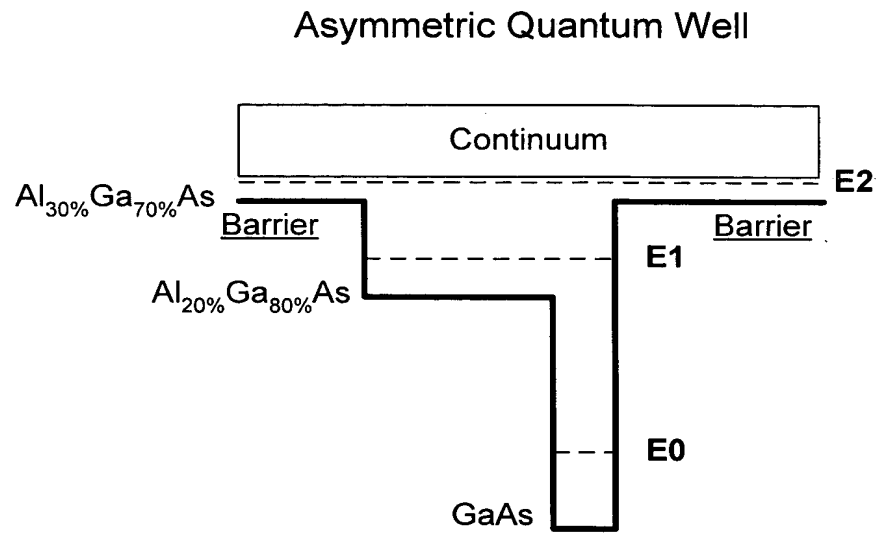 Asymmetric Quantum Well
Continuum
E2
Al30%Ga70%As
Barrier
Barrier
E1
Al20%Ga80%As
E0
GaAs